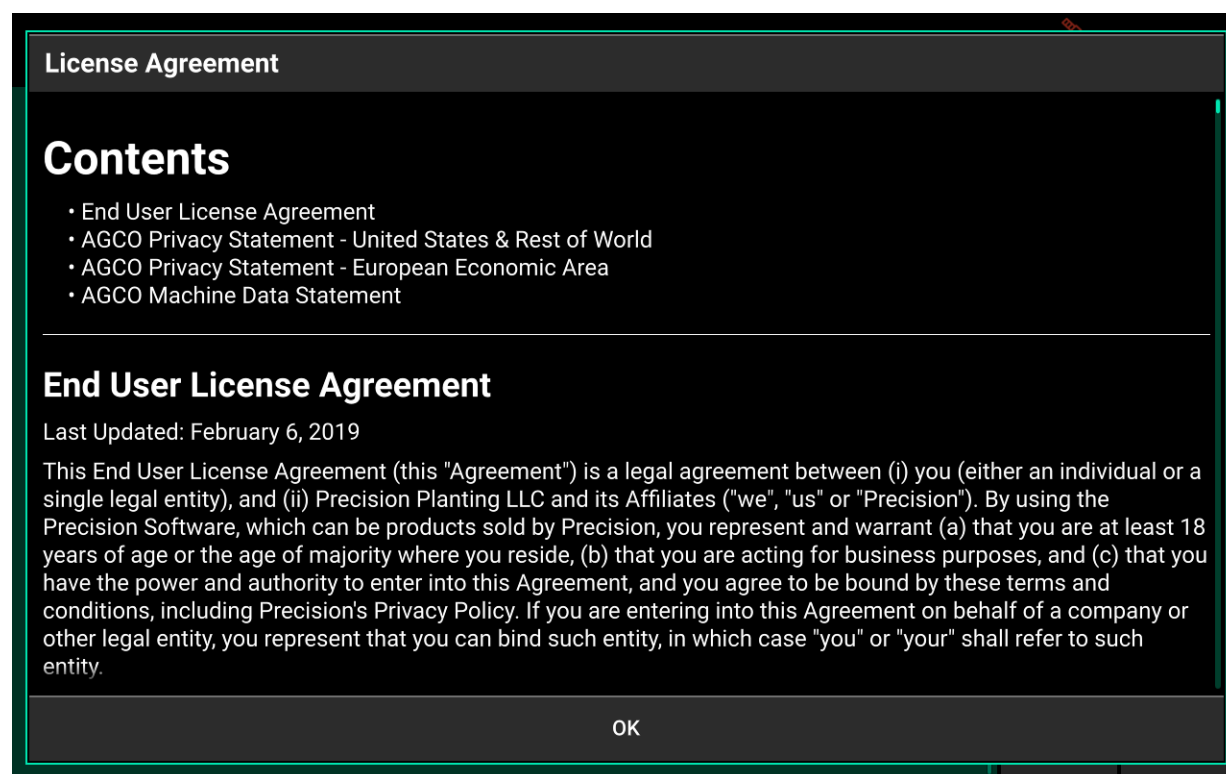 License Agreement
Contents
• End User License Agreement
• AGCO Privacy Statement - United States & Rest of World
• AGCO Privacy Statement - European Economic Area
• AGCO Machine Data Statement
End User License Agreement
Last Updated: February 6, 2019
This End User License Agreement (this "Agreement") is a legal agreement between (i) you (either an individual or a
single legal entity), and (ii) Precision Planting LLC and its Affiliates ("we", "us" or "Precision"). By using the
Precision Software, which can be products sold by Precision, you represent and warrant (a) that you are at least 18
years of age or the age of majority where you reside, (b) that you are acting for business purposes, and (c) that you
have the power and authority to enter into this Agreement, and you agree to be bound by these terms and
conditions, including Precision's Privacy Policy. If you are entering into this Agreement on behalf of a company or
other legal entity, you represent that you can bind such entity, in which case "you" or "your" shall refer to such
entity.
OK